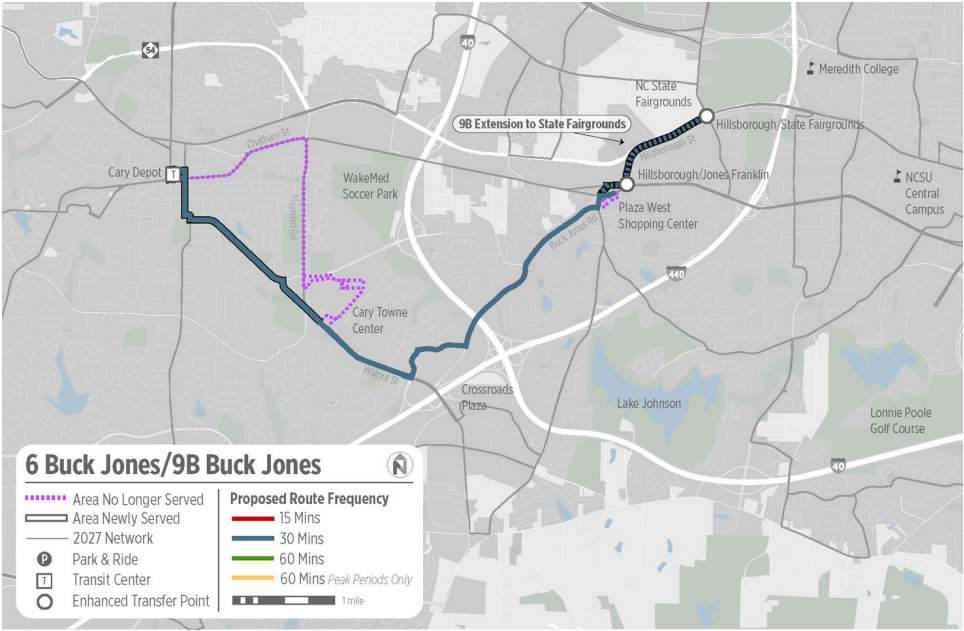 54
40
Meredith College
NC State
Fairgrounds
9B Extension to State Fairgrounds
Hillsborough/State Fairgrounds
Chatham St
Hillsborough St
Cary Depot
T
Hillsborough/Jones Franklin
WakeMed
Soccer Park
NCSU
Central
Campus
Maynard Rd
Plaza West
Shopping Center
Buck Jones Rd
440
Cary Towne
Center
Walnut St
Crossroads
Plaza
Lake Johnson
Lonnie Poole
Golf Course
40
6 Buck Jones/9B Buck Jones
N
Area No Longer Served
Area Newly Served
2027 Network
P Park & Ride
T Transit Center
Enhanced Transfer Point
Proposed Route Frequency
15 Mins
30 Mins
60 Mins
60 Mins Peak Periods Only
1 mile